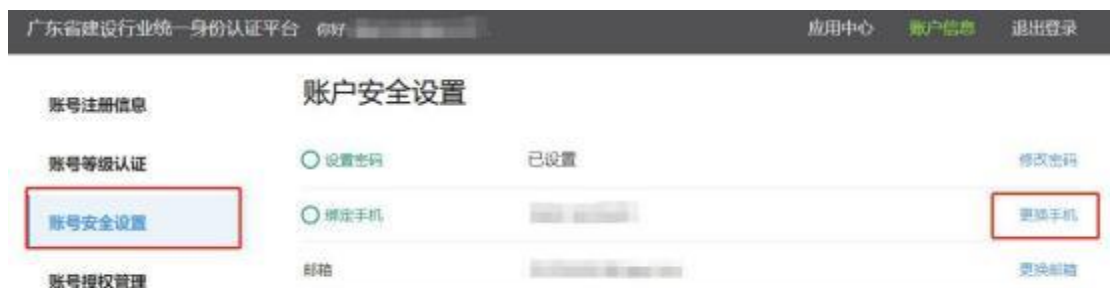 广东省建设行业统一身份认证平台 你好 应用中心 账户信息 退出登录
账户安全设置
账号注册信息
账号等级认证
设置密码 已设置 修改密码
账号安全设置
绑定手机 更换手机
账号授权管理
邮箱 更换邮箱